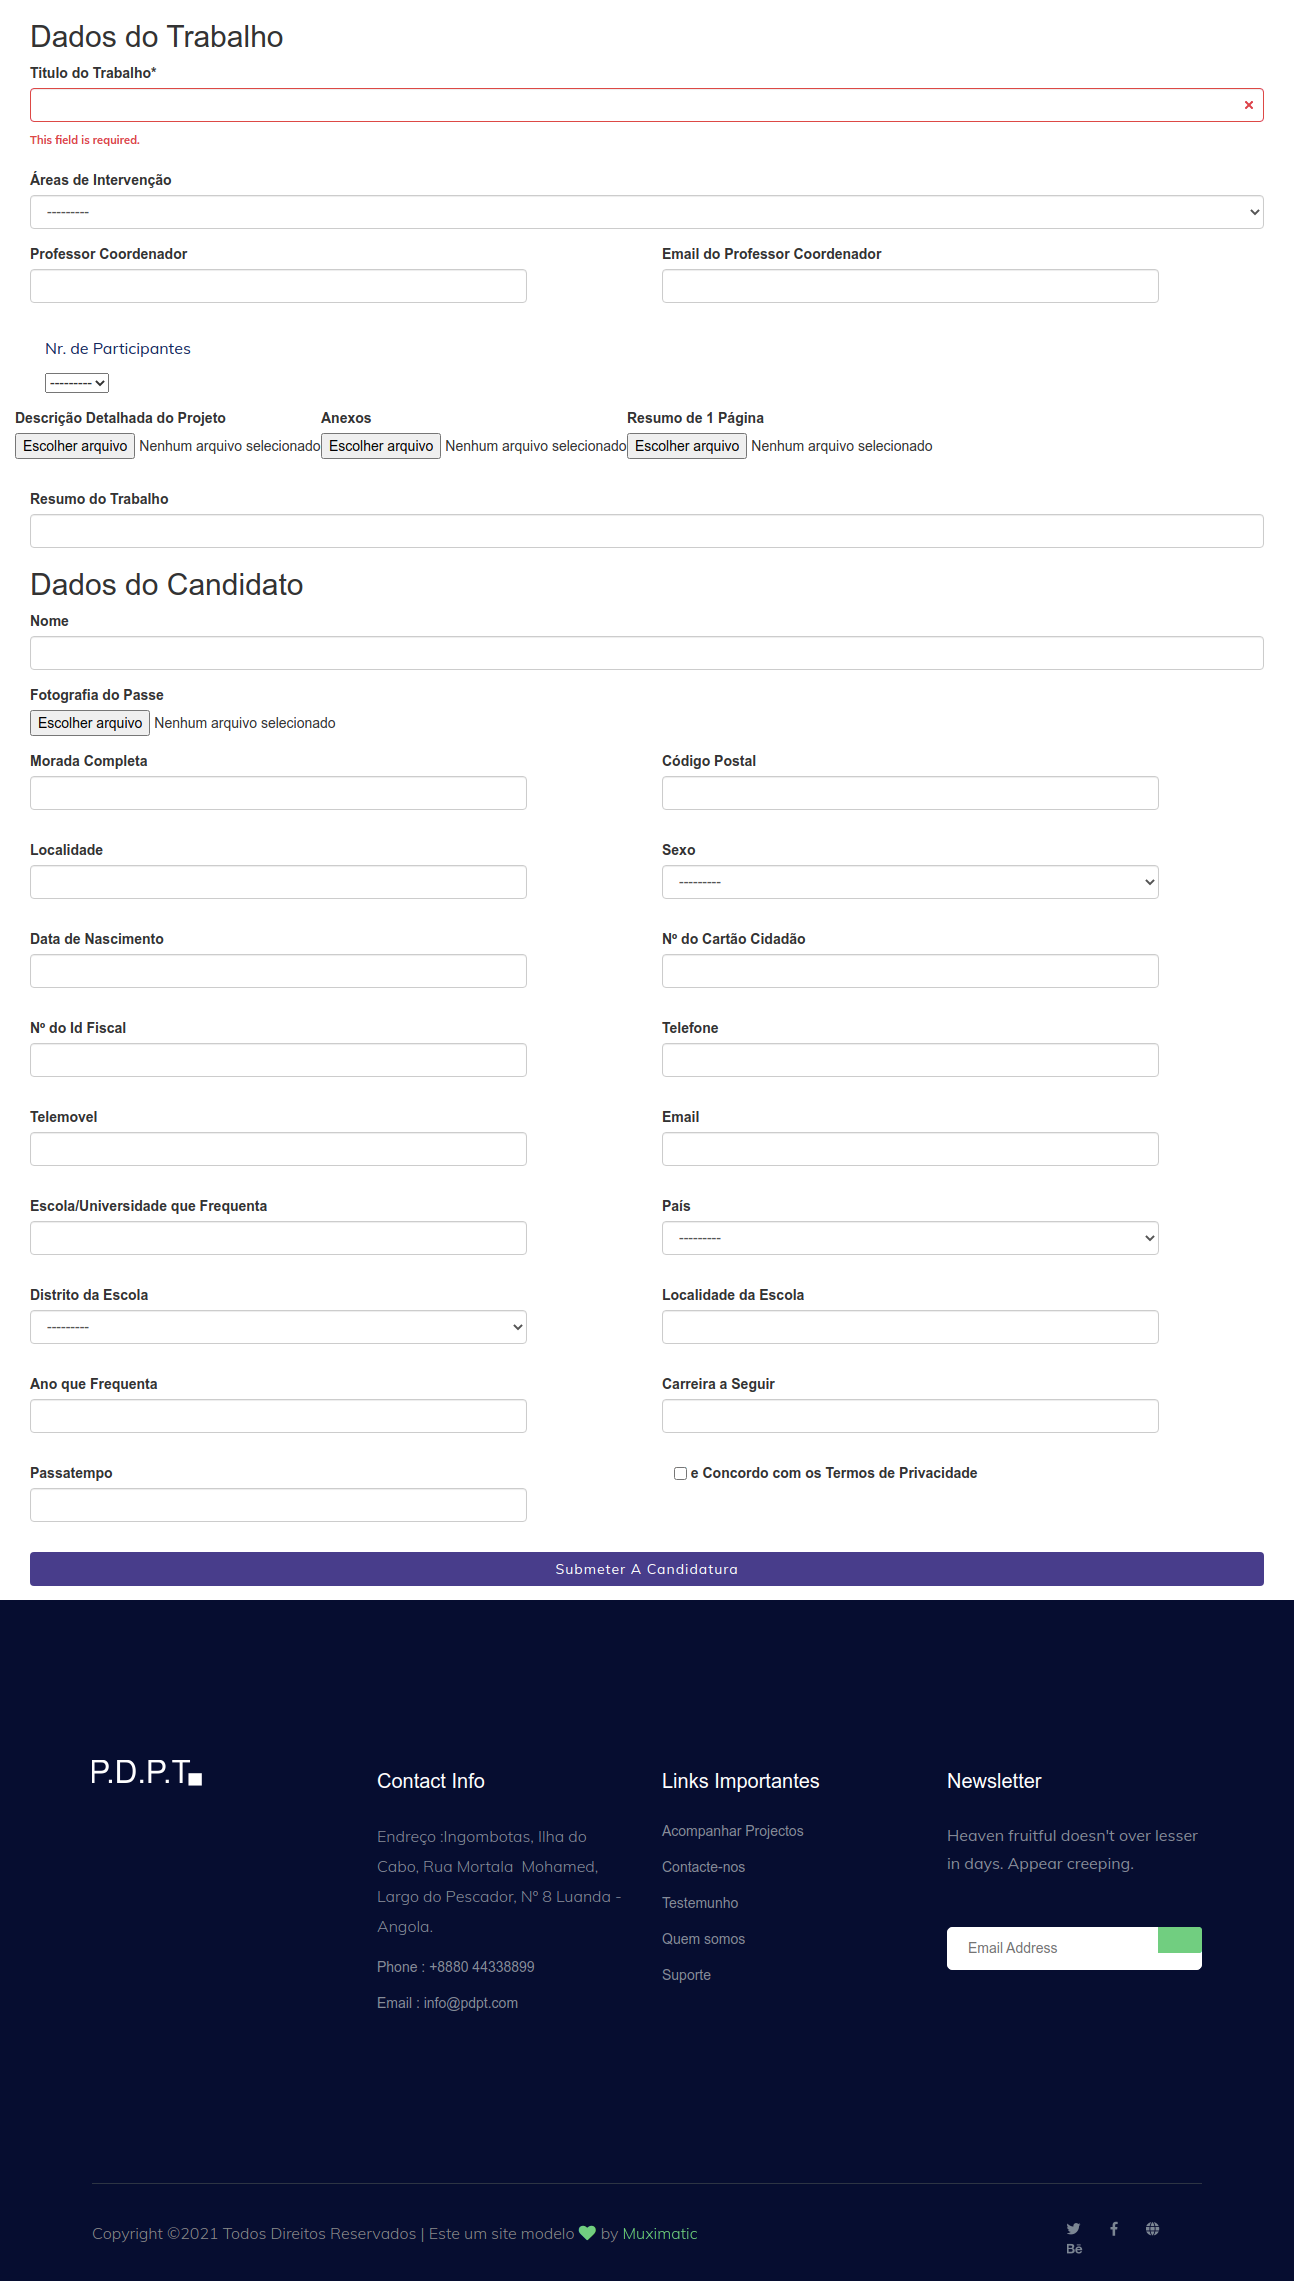 Dados do Trabalho
Titulo do Trabalho*
This field is required.
Áreas de Intervenção
---------
Professor Coordenador
Email do Professor Coordenador
Nr. de Participantes
---------
Descrição Detalhada do Projeto
Anexos
Resumo de 1 Página
Escolher arquivo Nenhum arquivo selecionado
Escolher arquivo Nenhum arquivo selecionado
Escolher arquivo Nenhum arquivo selecionado
Resumo do Trabalho
Dados do Candidato
Nome
Fotografia do Passe
Escolher arquivo Nenhum arquivo selecionado
Morada Completa
Código Postal
Localidade
Sexo
---------
Data de Nascimento
Nº do Cartão Cidadão
Nº do Id Fiscal
Telefone
Telemovel
Email
Escola/Universidade que Frequenta
País
---------
Distrito da Escola
Localidade da Escola
---------
Ano que Frequenta
Carreira a Seguir
Passatempo
e Concordo com os Termos de Privacidade
Submeter A Candidatura
P.D.P.T
Contact Info
Endreço :Ingombotas, Ilha do
Cabo, Rua Mortala Mohamed,
Largo do Pescador, Nº 8 Luanda -
Angola.
Phone : +8880 44338899
Email : info@pdpt.com
Links Importantes
Acompanhar Projectos
Contacte-nos
Testemunho
Quem somos
Suporte
Newsletter
Heaven fruitful doesn't over lesser
in days. Appear creeping.
Email Address
Copyright ©2021 Todos Direitos Reservados | Este um site modelo by Muximatic
Bē